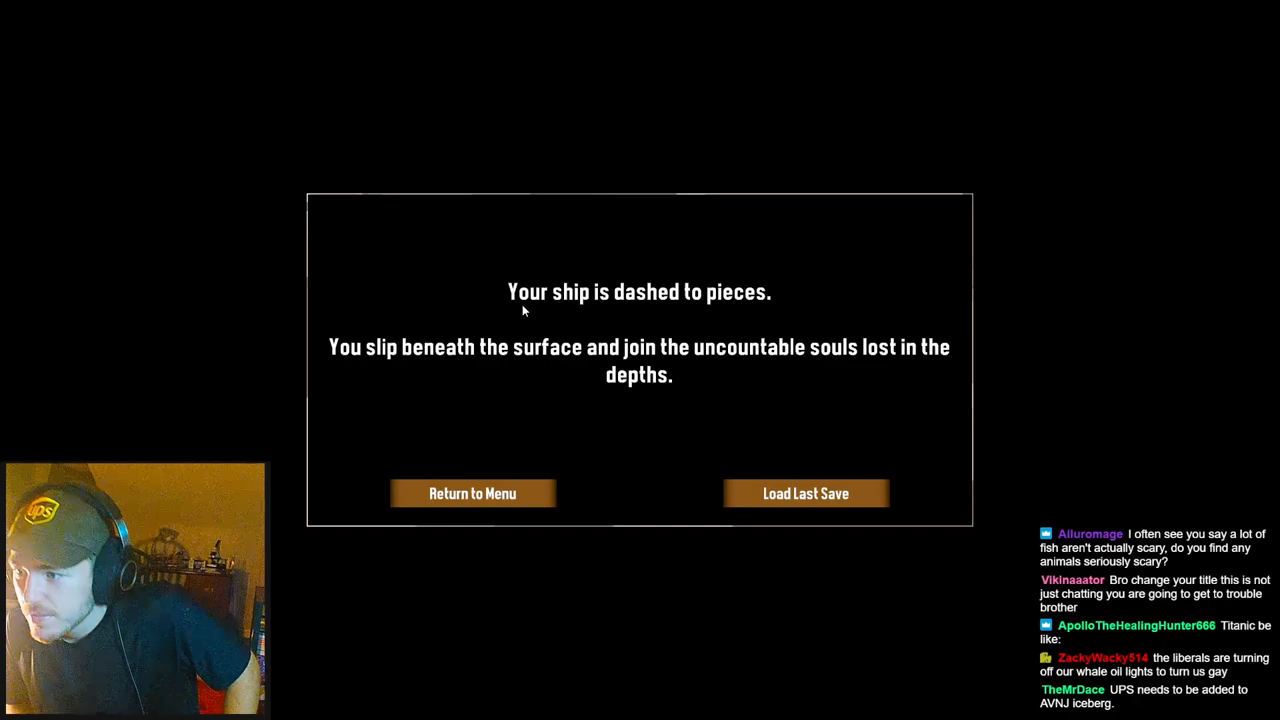 Your ship is dashed to pieces.
You slip beneath the surface and join the uncountable souls lost in the
depths.
Return to Menu
Load Last Save
ups
Alluromage I often see you say a lot of
fish aren't actually scary, do you find any
animals seriously scary?
Vikinaaator Bro change your title this is not
just chatting you are going to get to trouble
brother
ApolloTheHealingHunter666 Titanic be
like:
ZackyWacky514 the liberals are turning
off our whale oil lights to turn us gay
TheMrDace UPS needs to be added to
AVNJ iceberg.